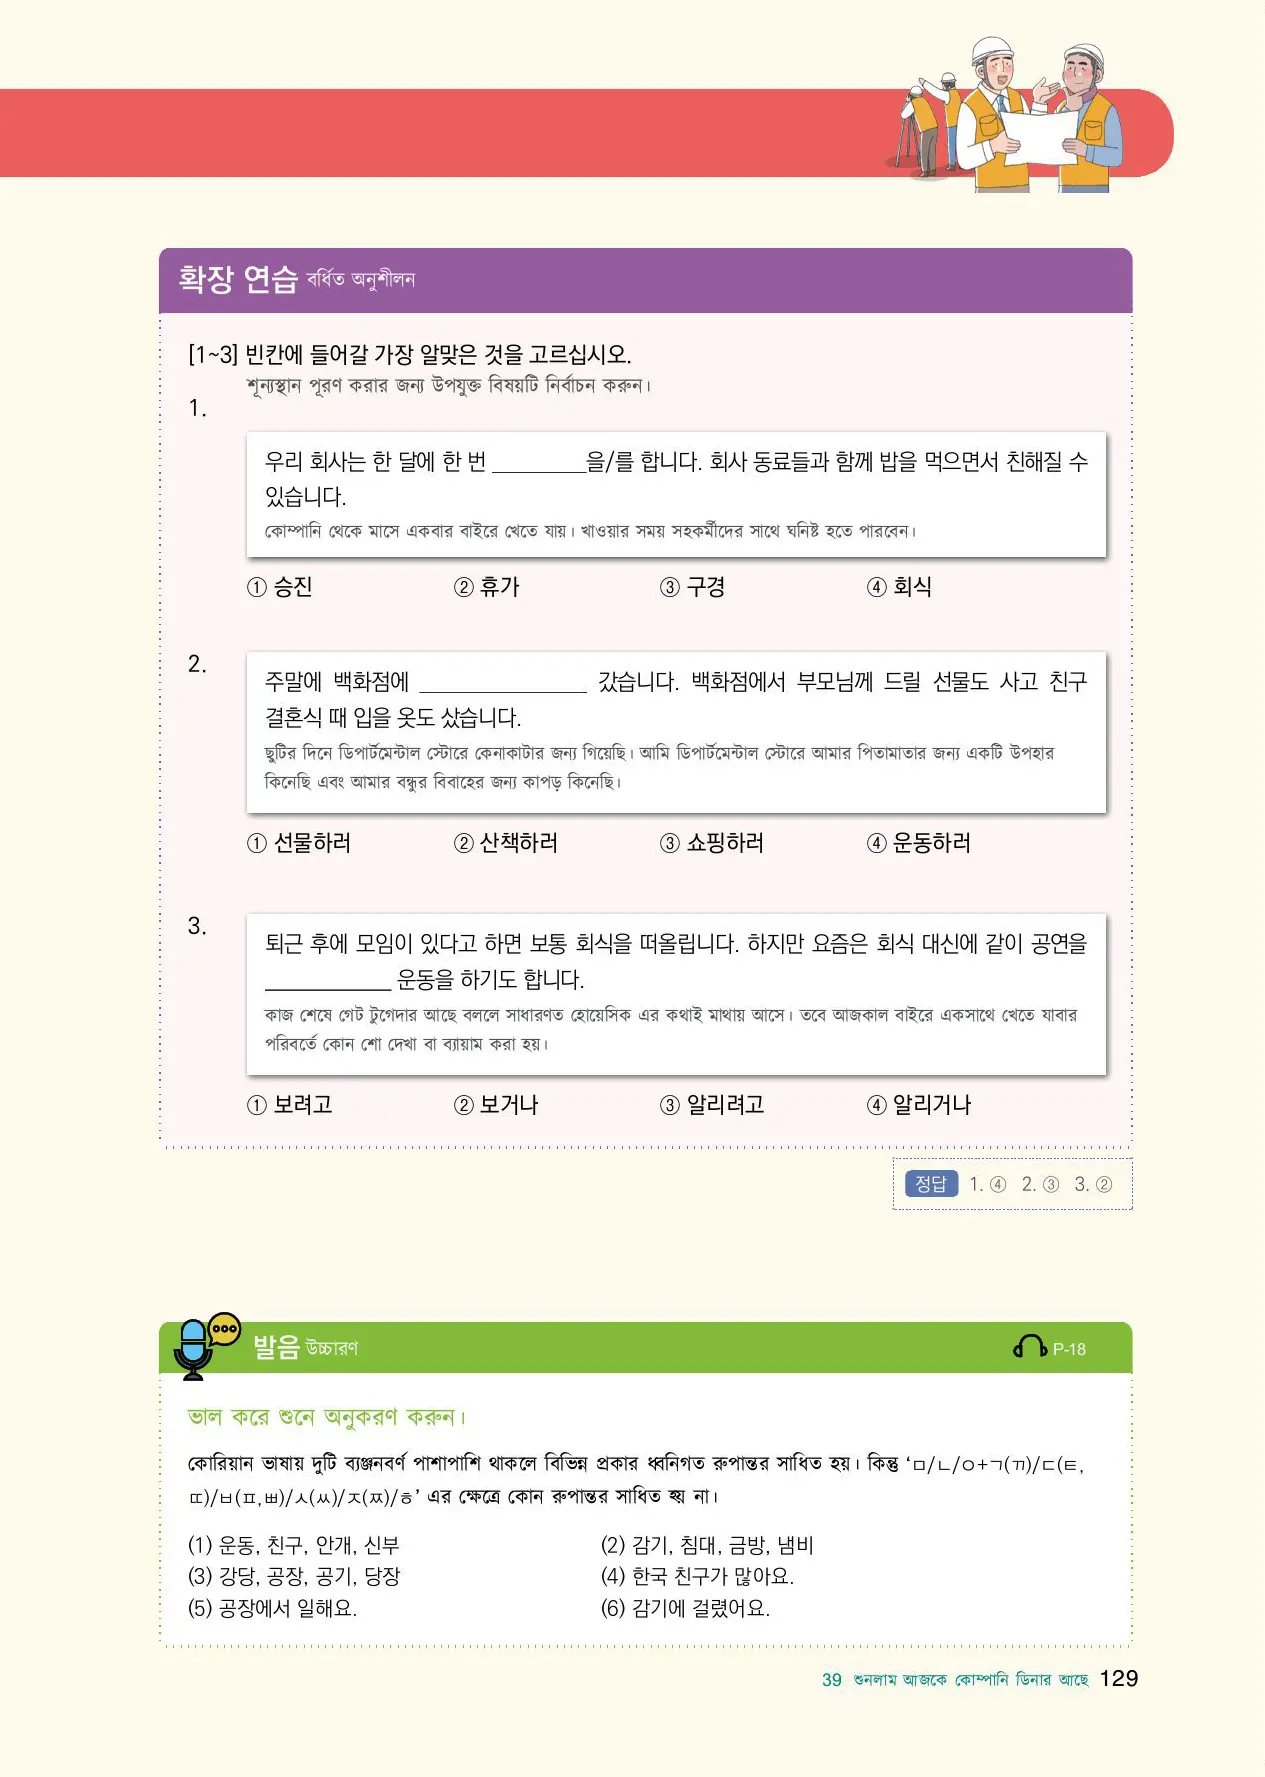 확장 연습 বর্ধিত অনুশীলন
[1~3] 빈칸에 들어갈 가장 알맞은 것을 고르십시오.
শূন্যস্থান পূরণ করার জন্য উপযুক্ত বিষয়টি নির্বাচন করুন।
1.
우리 회사는 한 달에 한 번 ________을/를 합니다. 회사 동료들과 함께 밥을 먹으면서 친해질 수
있습니다.
কোম্পানি থেকে মাসে একবার বাইরে খেতে যায়। খাওয়ার সময় সহকর্মীদের সাথে ঘনিষ্ট হতে পারবেন।
① 승진 ② 휴가 ③ 구경 ④ 회식
2.
주말에 백화점에 ______________ 갔습니다. 백화점에서 부모님께 드릴 선물도 사고 친구
결혼식 때 입을 옷도 샀습니다.
ছুটির দিনে ডিপার্টমেন্টাল স্টোরে কেনাকাটার জন্য গিয়েছি। আমি ডিপার্টমেন্টাল স্টোরে আমার পিতামাতার জন্য একটি উপহার
কিনেছি এবং আমার বন্ধুর বিবাহের জন্য কাপড় কিনেছি।
① 선물하러 ② 산책하러 ③ 쇼핑하러 ④ 운동하러
3.
퇴근 후에 모임이 있다고 하면 보통 회식을 떠올립니다. 하지만 요즘은 회식 대신에 같이 공연을
___________ 운동을 하기도 합니다.
কাজ শেষে গেট টুগেদার আছে বললে সাধারণত হোয়েসিক এর কথাই মাথায় আসে। তবে আজকাল বাইরে একসাথে খেতে যাবার
পরিবর্তে কোন শো দেখা বা ব্যায়াম করা হয়।
① 보려고 ② 보거나 ③ 알리려고 ④ 알리거나
정답 1. ④ 2. ③ 3. ②
발음 উচ্চারণ P-18
ভাল করে শুনে অনুকরণ করুন।
কোরিয়ান ভাষায় দুটি ব্যঞ্জনবর্ণ পাশাপাশি থাকলে বিভিন্ন প্রকার ধ্বনিগত রুপান্তর সাধিত হয়। কিন্তু ‘ㅁ/ㄴ/ㅇ+ㄱ(ㄲ)/ㄷ(ㅌ,
ㄸ)/ㅂ(ㅍ,ㅃ)/ㅅ(ㅆ)/ㅈ(ㅉ)/ㅎ’ এর ক্ষেত্রে কোন রুপান্তর সাধিত হয় না।
(1) 운동, 친구, 안개, 신부 (2) 감기, 침대, 금방, 냄비
(3) 강당, 공장, 공기, 당장 (4) 한국 친구가 많아요.
(5) 공장에서 일해요. (6) 감기에 걸렸어요.
39 শুনলাম আজকে কোম্পানি ডিনার আছে 129